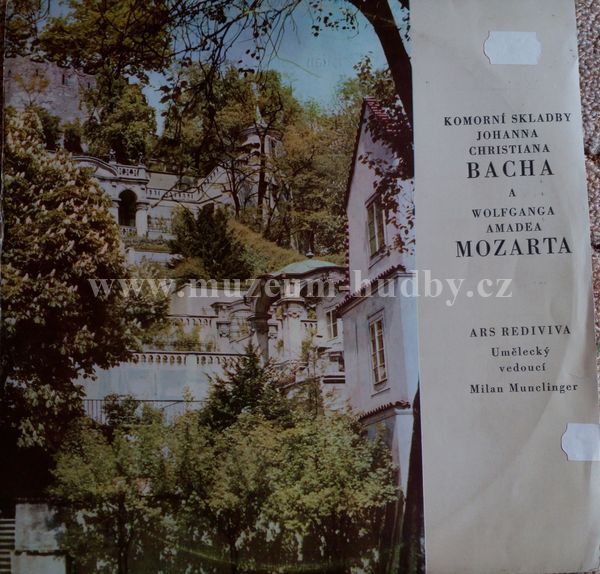 KOMORNÍ SKLADBY
JOHANNA
CHRISTIANA
BACHA
A
WOLFGANGA
AMADEA
MOZARTA
www.muzeum-hudby.cz
ARS REDIVIVA
Umělecký
vedoucí
Milan Munclinger